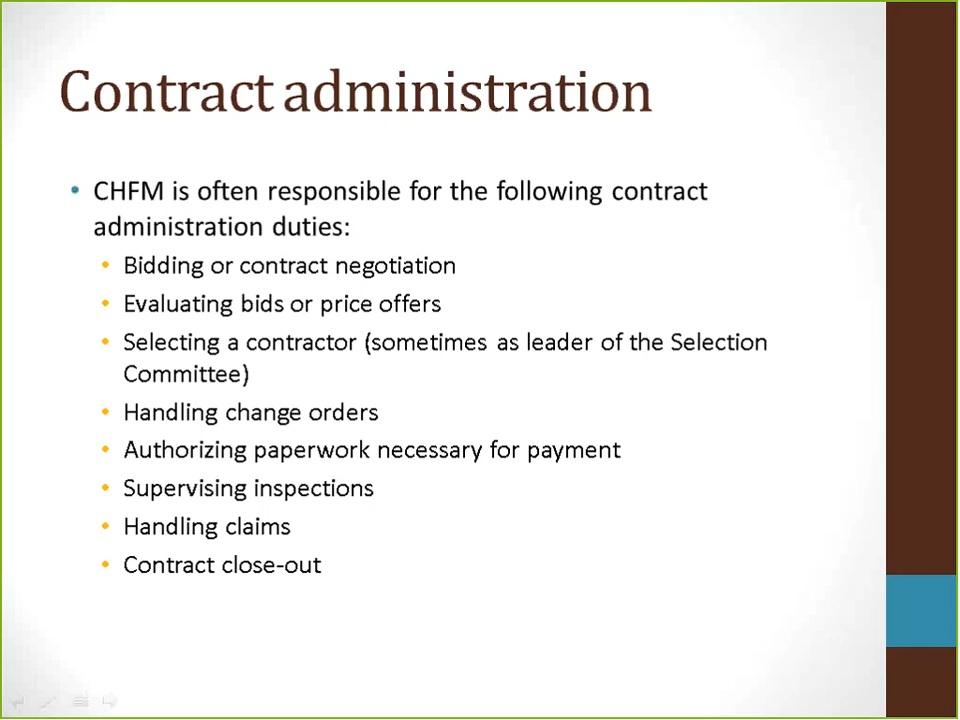 Contract administration
• CHFM is often responsible for the following contract
administration duties:
• Bidding or contract negotiation
• Evaluating bids or price offers
• Selecting a contractor (sometimes as leader of the Selection
Committee)
• Handling change orders
• Authorizing paperwork necessary for payment
• Supervising inspections
• Handling claims
• Contract close-out